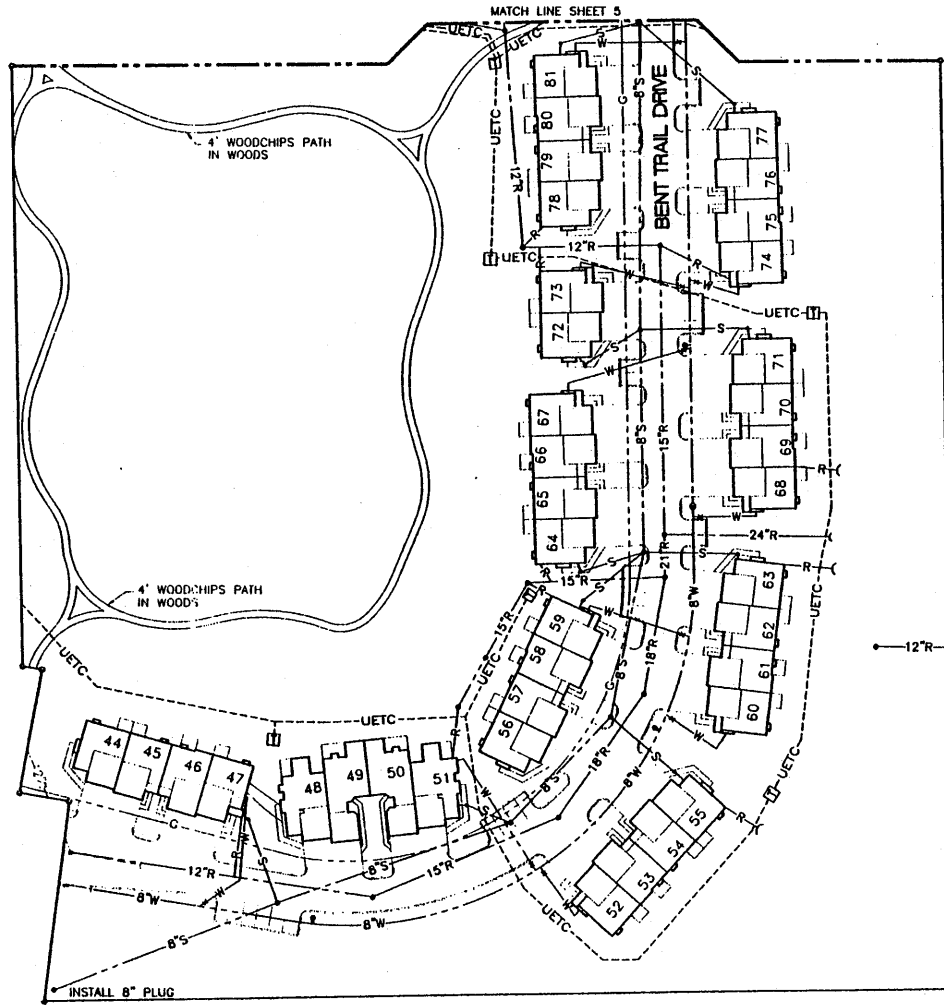 MATCH LINE SHEET 5
UETC
UETC
S
W
S
81
80
79
78
UETC
12"R
G
8"S
BENT TRAIL DRIVE
77
76
75
74
4' WOODCHIPS PATH
IN WOODS
R
12"R
R
T
UETC
R
W
W
73
72
UETC
T
S
S
W
71
70
69
68
67
66
65
64
8"S
15"R
R
W
24"R
S
S
21"R
8"W
R
63
62
61
60
UETC
4' WOODCHIPS PATH
IN WOODS
15"R
R
T
59
58
57
56
W
15"R
UETC
G
8"S
18"R
12"R
UETC
UETC
T
R
W
S
44
45
46
47
48
49
50
51
W
S
8"S
18"R
8"W
55
54
53
52
R
T
UETC
G
W
R
S
8"S
15"R
12"R
W
8"W
8"W
UETC
8"S
INSTALL 8" PLUG